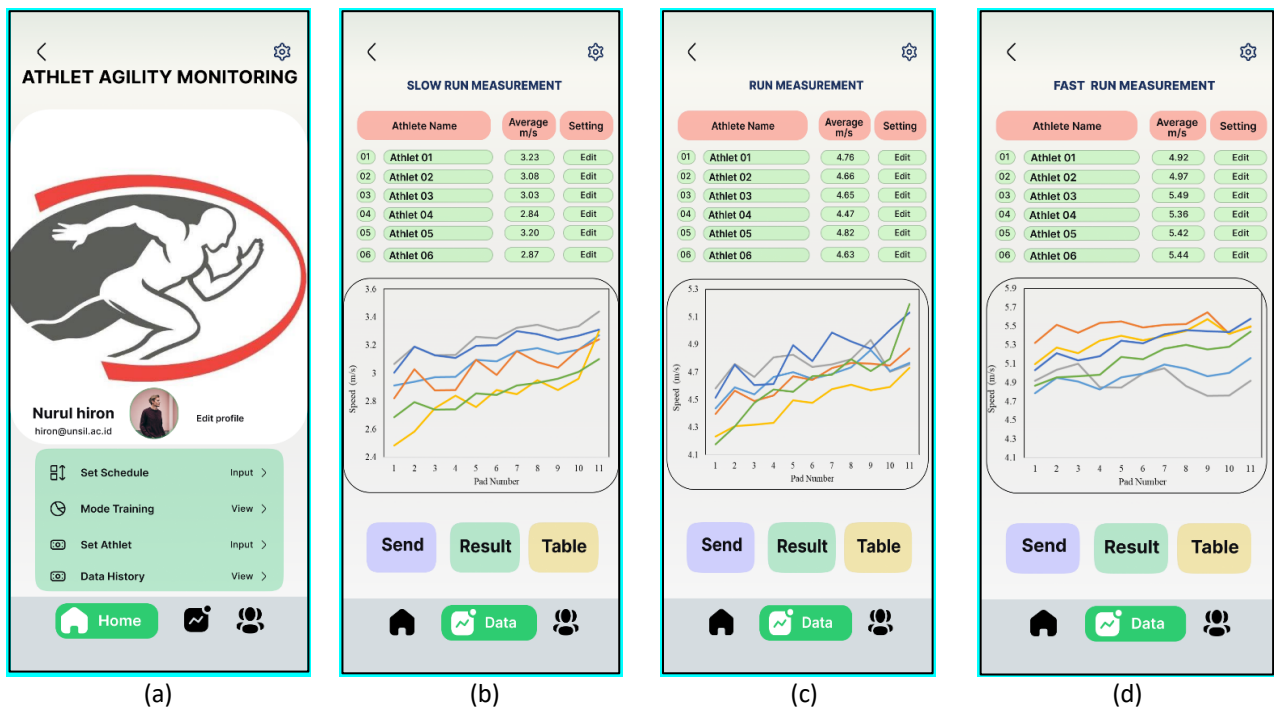 ATHLET AGILITY MONITORING
Nurul hiron
hiron@unsil.ac.id
Edit profile
Set Schedule Input
Mode Training View
Set Athlet Input
Data History View
Home
(a)
SLOW RUN MEASUREMENT
Athlete Name Average m/s Setting
01 Athlet 01 3.23 Edit
02 Athlet 02 3.08 Edit
03 Athlet 03 3.03 Edit
04 Athlet 04 2.84 Edit
05 Athlet 05 3.20 Edit
06 Athlet 06 2.87 Edit
3.6
3.4
3.2
3
2.8
2.6
2.4
Speed (m/s)
1 2 3 4 5 6 7 8 9 10 11
Pad Number
Send Result Table
Data
(b)
RUN MEASUREMENT
Athlete Name Average m/s Setting
01 Athlet 01 4.76 Edit
02 Athlet 02 4.66 Edit
03 Athlet 03 4.65 Edit
04 Athlet 04 4.47 Edit
05 Athlet 05 4.82 Edit
06 Athlet 06 4.63 Edit
5.3
5.1
4.9
4.7
4.5
4.3
4.1
Speed (m/s)
1 2 3 4 5 6 7 8 9 10 11
Pad Number
Send Result Table
Data
(c)
FAST RUN MEASUREMENT
Athlete Name Average m/s Setting
01 Athlet 01 4.92 Edit
02 Athlet 02 4.97 Edit
03 Athlet 03 5.49 Edit
04 Athlet 04 5.36 Edit
05 Athlet 05 5.42 Edit
06 Athlet 06 5.44 Edit
5.9
5.7
5.5
5.3
5.1
4.9
4.7
4.5
4.3
4.1
Speed (m/s)
1 2 3 4 5 6 7 8 9 10 11
Pad Number
Send Result Table
Data
(d)